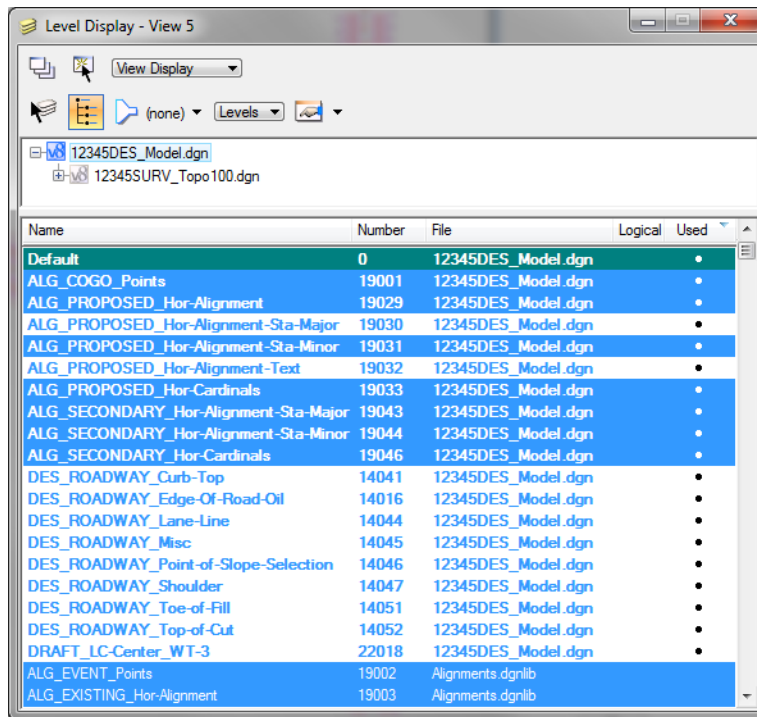 Level Display - View 5
View Display
(none) Levels
12345DES_Model.dgn
12345SURV_Topo100.dgn
Name Number File Logical Used
Default 0 12345DES_Model.dgn
ALG_COGO_Points 19001 12345DES_Model.dgn
ALG_PROPOSED_Hor-Alignment 19029 12345DES_Model.dgn
ALG_PROPOSED_Hor-Alignment-Sta-Major 19030 12345DES_Model.dgn
ALG_PROPOSED_Hor-Alignment-Sta-Minor 19031 12345DES_Model.dgn
ALG_PROPOSED_Hor-Alignment-Text 19032 12345DES_Model.dgn
ALG_PROPOSED_Hor-Cardinals 19033 12345DES_Model.dgn
ALG_SECONDARY_Hor-Alignment-Sta-Major 19043 12345DES_Model.dgn
ALG_SECONDARY_Hor-Alignment-Sta-Minor 19044 12345DES_Model.dgn
ALG_SECONDARY_Hor-Cardinals 19046 12345DES_Model.dgn
DES_ROADWAY_Curb-Top 14041 12345DES_Model.dgn
DES_ROADWAY_Edge-Of-Road-Oil 14016 12345DES_Model.dgn
DES_ROADWAY_Lane-Line 14044 12345DES_Model.dgn
DES_ROADWAY_Misc 14045 12345DES_Model.dgn
DES_ROADWAY_Point-of-Slope-Selection 14046 12345DES_Model.dgn
DES_ROADWAY_Shoulder 14047 12345DES_Model.dgn
DES_ROADWAY_Toe-of-Fill 14051 12345DES_Model.dgn
DES_ROADWAY_Top-of-Cut 14052 12345DES_Model.dgn
DRAFT_LC-Center_WT-3 22018 12345DES_Model.dgn
ALG_EVENT_Points 19002 Alignments.dgnlib
ALG_EXISTING_Hor-Alignment 19003 Alignments.dgnlib